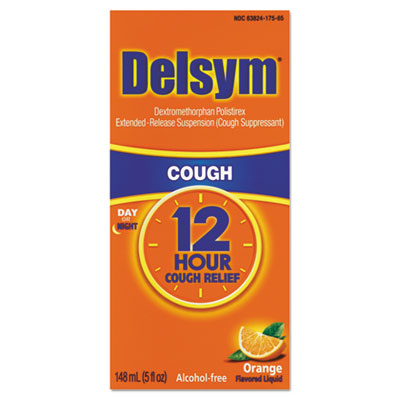 NDC 63824-175-65
Delsym®
Dextromethorphan Polistirex
Extended-Release Suspension (Cough Suppressant)
COUGH
DAY
OR
NIGHT
12
HOUR
COUGH RELIEF
Orange
Flavored Liquid
148 mL (5 fl oz)
Alcohol-free